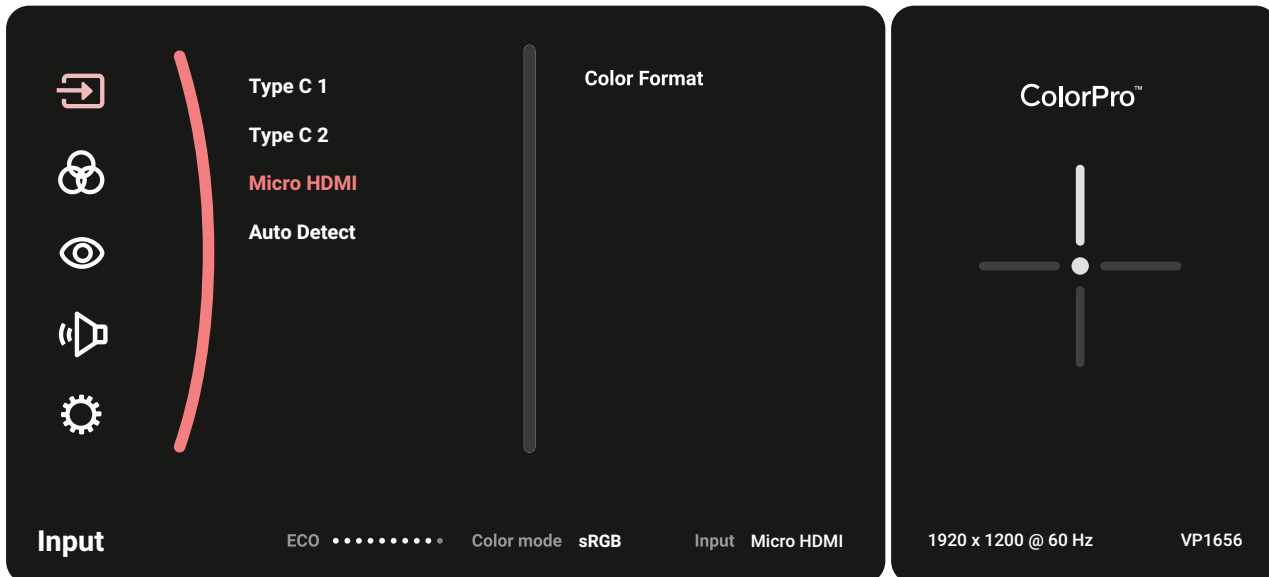 Type C 1
Type C 2
Micro HDMI
Auto Detect
Color Format
Input
ECO
Color mode sRGB
Input Micro HDMI
ColorPro™
1920 x 1200 @ 60 Hz
VP1656